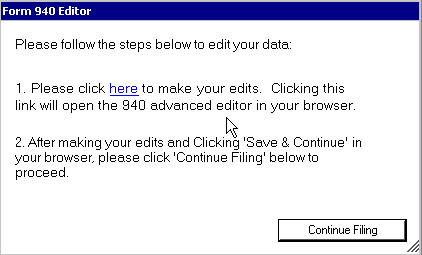 Form 940 Editor
Please follow the steps below to edit your data:
1. Please click here to make your edits. Clicking this
link will open the 940 advanced editor in your browser.
2. After making your edits and Clicking 'Save & Continue' in
your browser, please click 'Continue Filing' below to
proceed.
Continue Filing